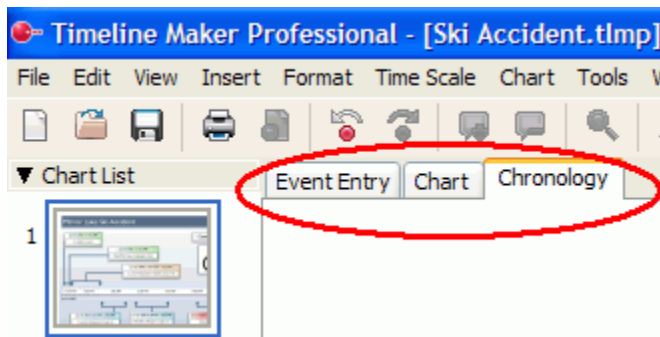 Timeline Maker Professional - [Ski Accident.tlmp]
File Edit View Insert Format Time Scale Chart Tools
▼ Chart List
Event Entry Chart Chronology
1